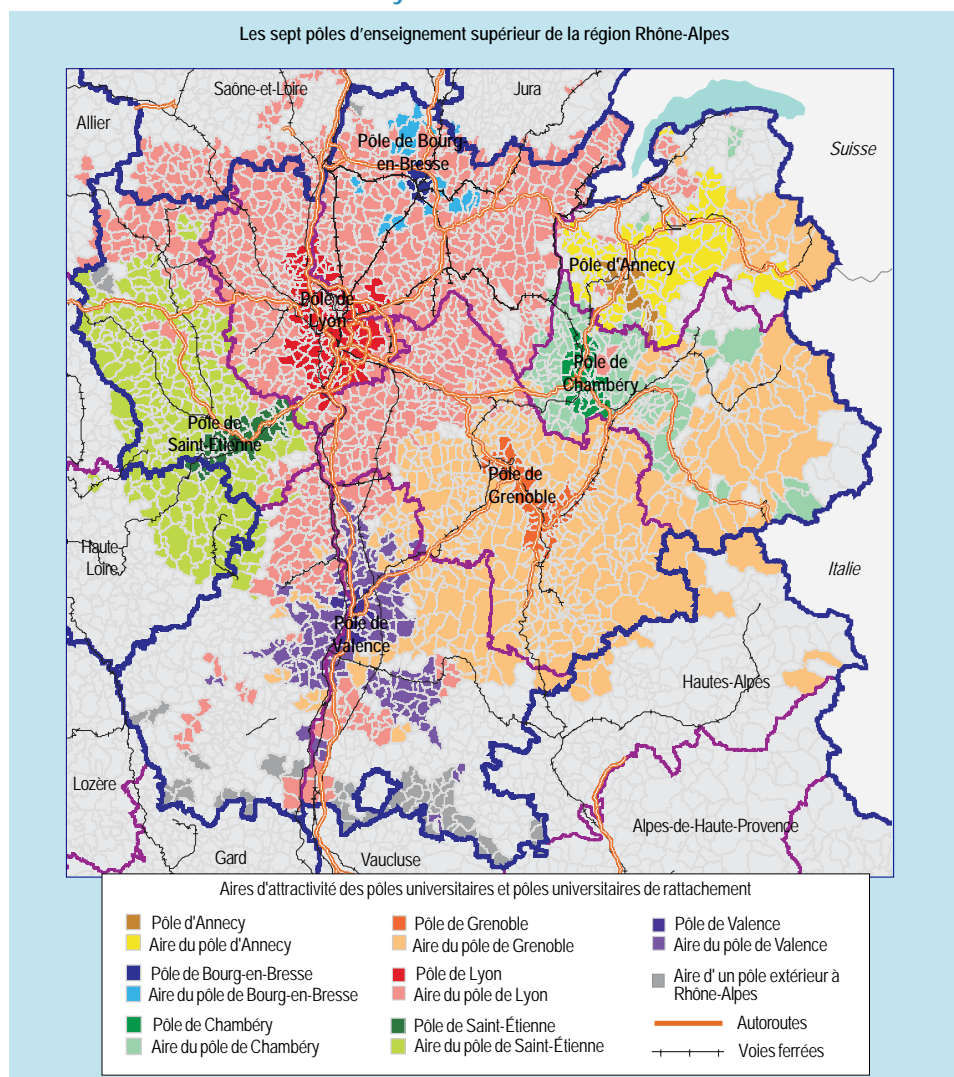 Les sept pôles d'enseignement supérieur de la région Rhône-Alpes
Saône-et-Loire
Jura
Allier
Suisse
Pôle de Bourg-
en-Bresse
Pôle d'Annecy
Pôle de
Lyon
Pôle de
Chambéry
Pôle de
Saint-Étienne
Pôle de
Grenoble
Haute-
Loire
Italie
Pôle de
Valence
Hautes-Alpes
Lozère
Alpes-de-Haute-Provence
Gard
Vaucluse
Aires d'attractivité des pôles universitaires et pôles universitaires de rattachement
Pôle d'Annecy
Aire du pôle d'Annecy
Pôle de Bourg-en-Bresse
Aire du pôle de Bourg-en-Bresse
Pôle de Chambéry
Aire du pôle de Chambéry
Pôle de Grenoble
Aire du pôle de Grenoble
Pôle de Lyon
Aire du pôle de Lyon
Pôle de Saint-Étienne
Aire du pôle de Saint-Étienne
Pôle de Valence
Aire du pôle de Valence
Aire d' un pôle extérieur à
Rhône-Alpes
Autoroutes
Voies ferrées